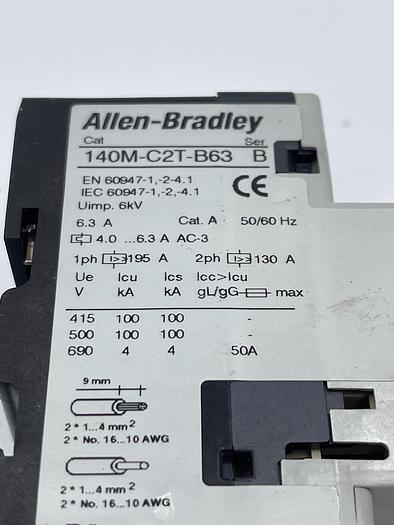 Allen-Bradley
Cat Ser
140M-C2T-B63 B
EN 60947-1,-2-4.1
IEC 60947-1,-2,-4.1
Uimp. 6kV
CE
6.3 A Cat. A 50/60 Hz
4.0 ...6.3 A AC-3
1ph I> 195 A 2ph I> 130 A
Ue Icu Ics Icc>Icu
V kA kA gL/gG max
415 100 100 -
500 100 100 -
690 4 4 50A
9 mm
2 * 1...4 mm²
2 * No. 16...10 AWG
2 * 1...4 mm²
2 * No. 16...10 AWG